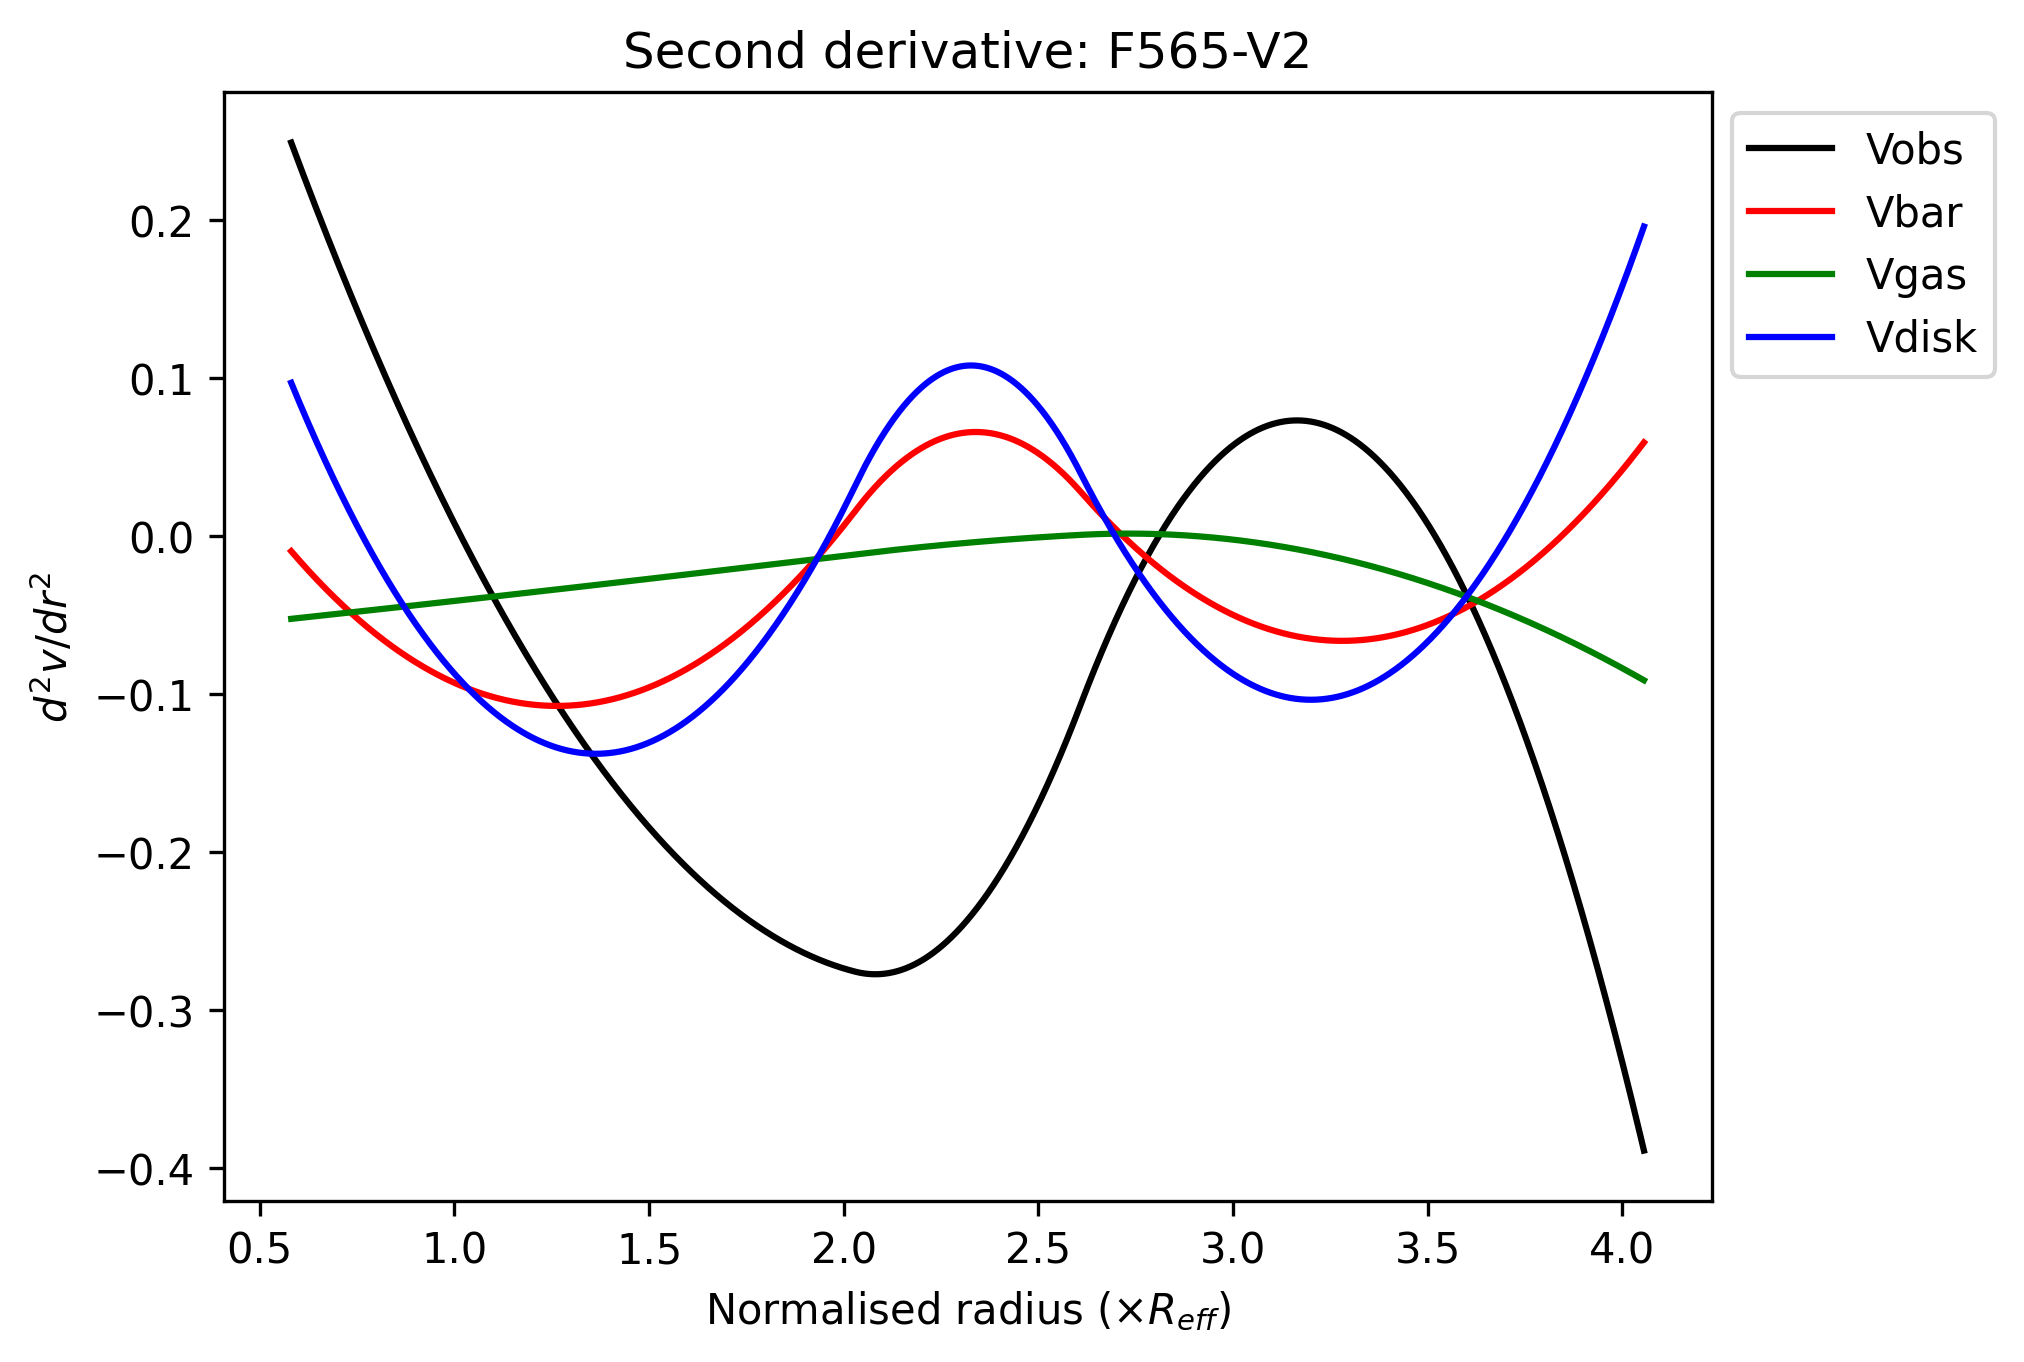 Second derivative: F565-V2
Vobs
Vbar
Vgas
Vdisk
0.2
0.1
0.0
−0.1
−0.2
−0.3
−0.4
d²v/dr²
0.5 1.0 1.5 2.0 2.5 3.0 3.5 4.0
Normalised radius (×R_eff)